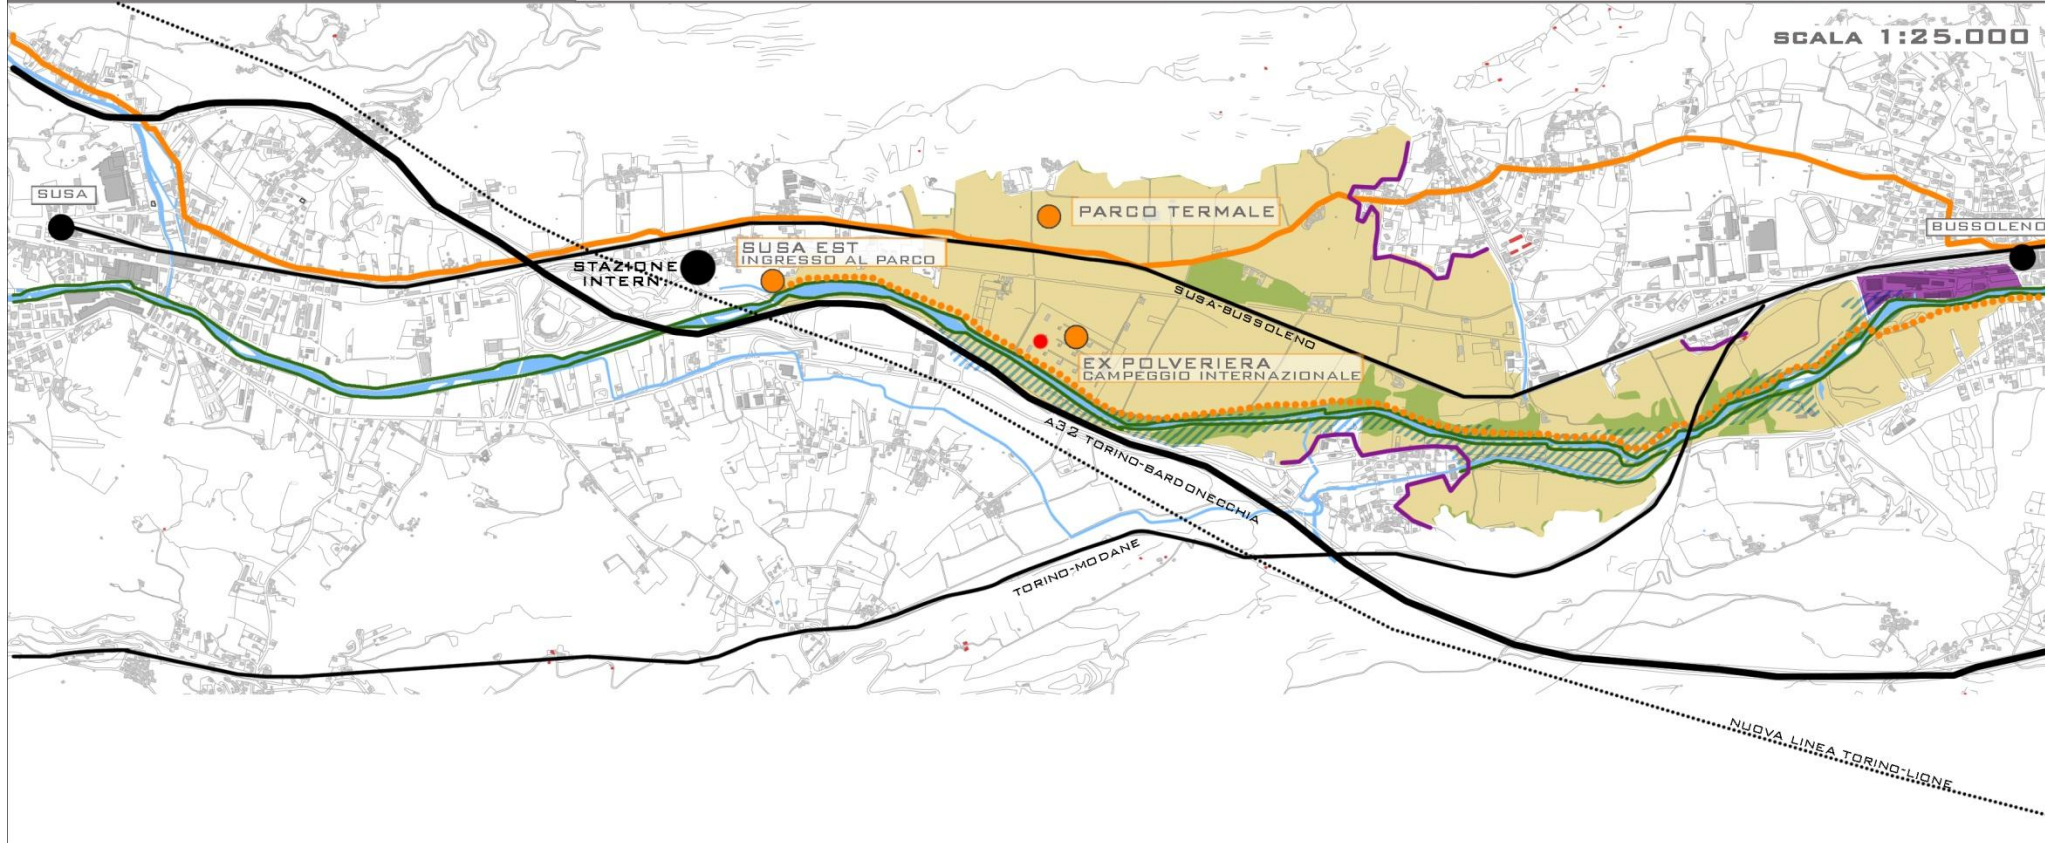 SCALA 1:25.000
SUSA
PARCO TERMALE
BUSSOLENO
SUSA EST
INGRESSO AL PARCO
STAZIONE
INTERN.
SUSA-BUSSOLENO
EX POLVERIERA
CAMPEGGIO INTERNAZIONALE
A32 TORINO-BARDONECCHIA
TORINO-MODANE
NUOVA LINEA TORINO-LIONE